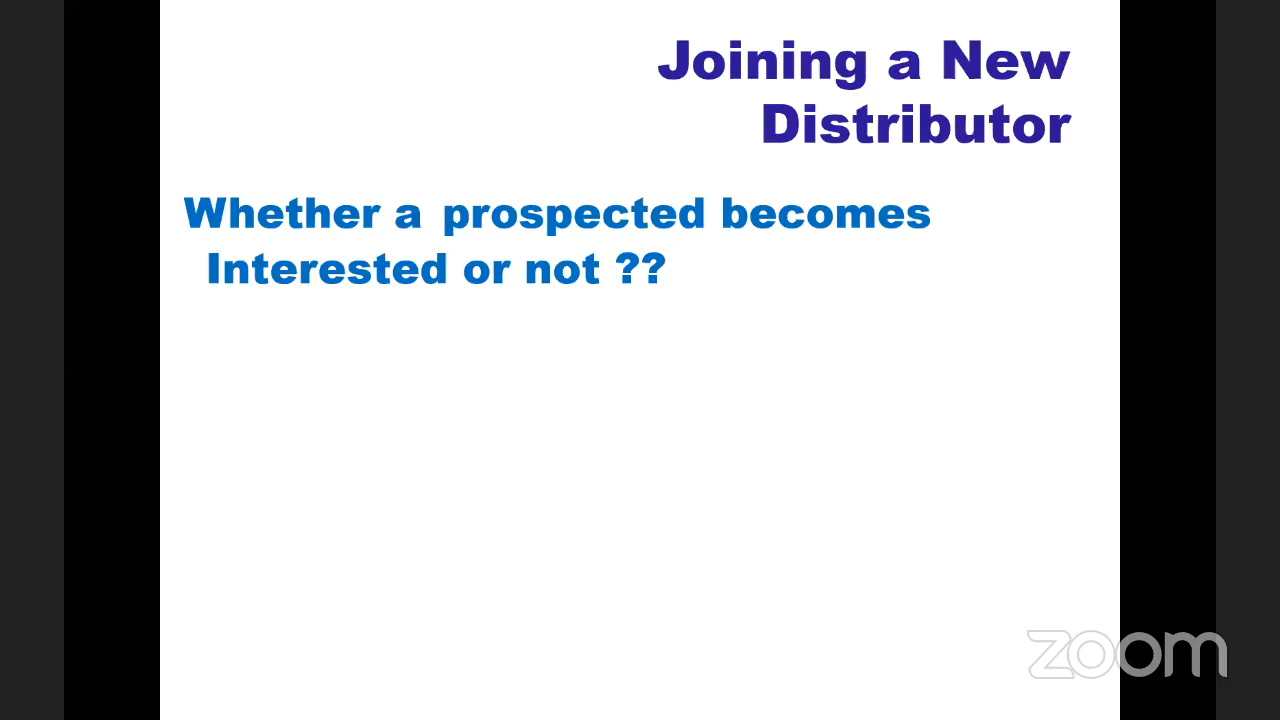 Joining a New
Distributor
Whether a prospected becomes
Interested or not ??
zoom